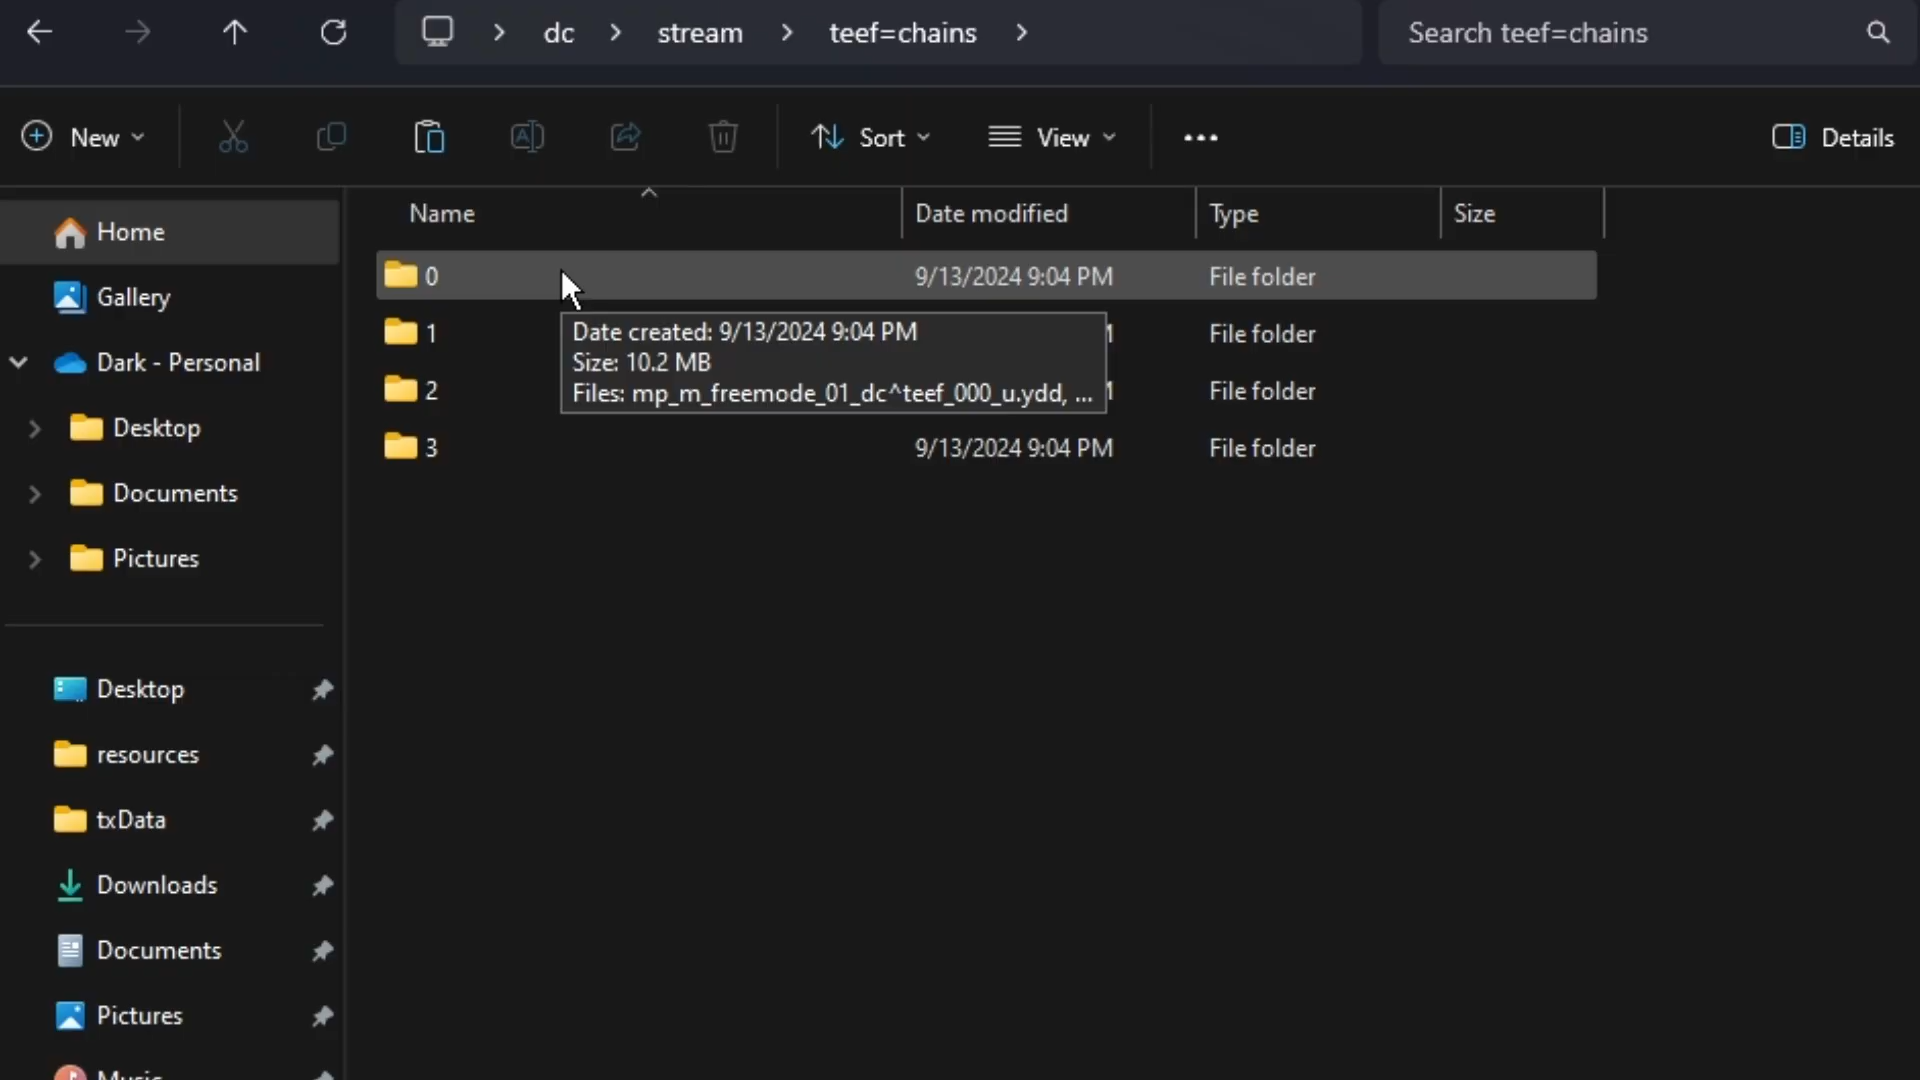 dc > stream > teef=chains >
Search teef=chains
New
Sort
View
Details
Name
Date modified
Type
Size
Home
Gallery
Dark - Personal
Desktop
Documents
Pictures
Desktop
resources
txData
Downloads
Documents
Pictures
Music
0 9/13/2024 9:04 PM File folder
1 File folder
2 File folder
3 9/13/2024 9:04 PM File folder
Date created: 9/13/2024 9:04 PM
Size: 10.2 MB
Files: mp_m_freemode_01_dc^teef_000_u.ydd, ...